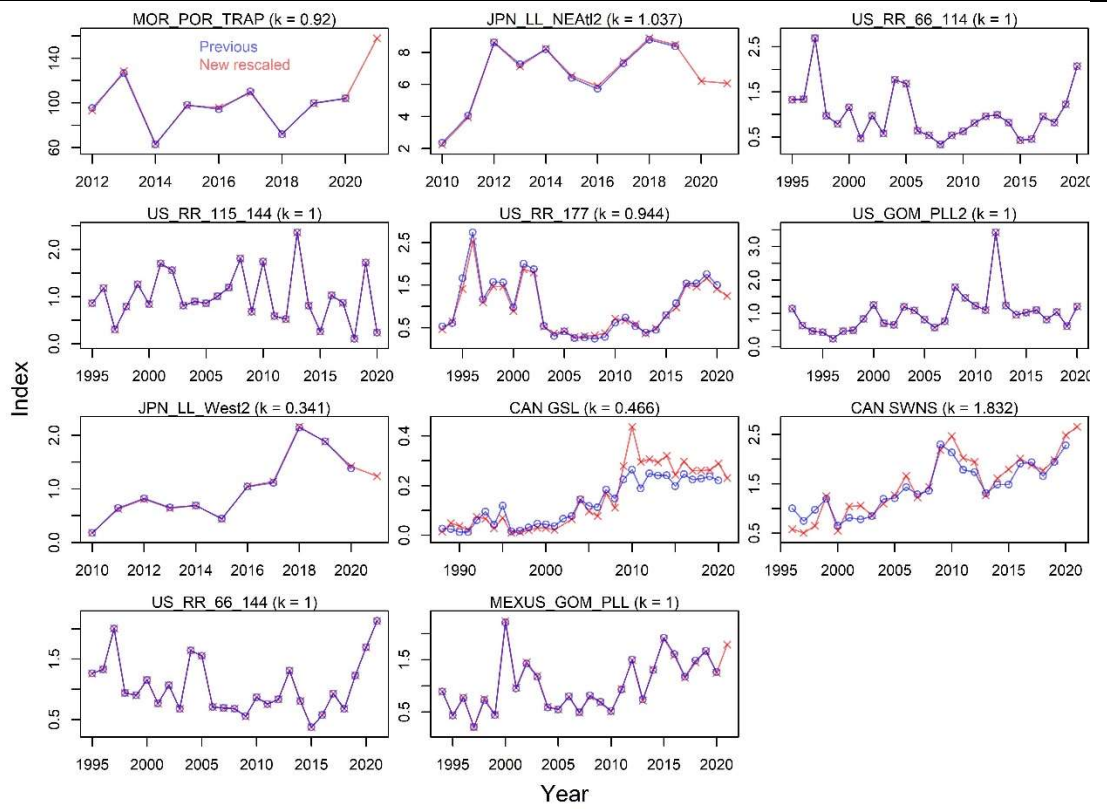 MOR_POR_TRAP (k = 0.92)
Previous
New rescaled
60 100 140
2012 2014 2016 2018 2020
JPN_LL_NEAtl2 (k = 1.037)
2 4 6 8
2010 2012 2014 2016 2018 2020
US_RR_66_114 (k = 1)
0.5 1.5 2.5
1995 2000 2005 2010 2015 2020
US_RR_115_144 (k = 1)
0.0 1.0 2.0
1995 2000 2005 2010 2015 2020
US_RR_177 (k = 0.944)
0.5 1.5 2.5
1995 2000 2005 2010 2015 2020
US_GOM_PLL2 (k = 1)
0.0 1.0 2.0 3.0
1995 2000 2005 2010 2015 2020
Index
JPN_LL_West2 (k = 0.341)
0.0 1.0 2.0
2010 2012 2014 2016 2018 2020
CAN GSL (k = 0.466)
0.0 0.2 0.4
1990 2000 2010 2020
CAN SWNS (k = 1.832)
0.5 1.5 2.5
1995 2000 2005 2010 2015 2020
US_RR_66_144 (k = 1)
0.5 1.5
1995 2000 2005 2010 2015 2020
MEXUS_GOM_PLL (k = 1)
0.5 1.5
1995 2000 2005 2010 2015 2020
Year